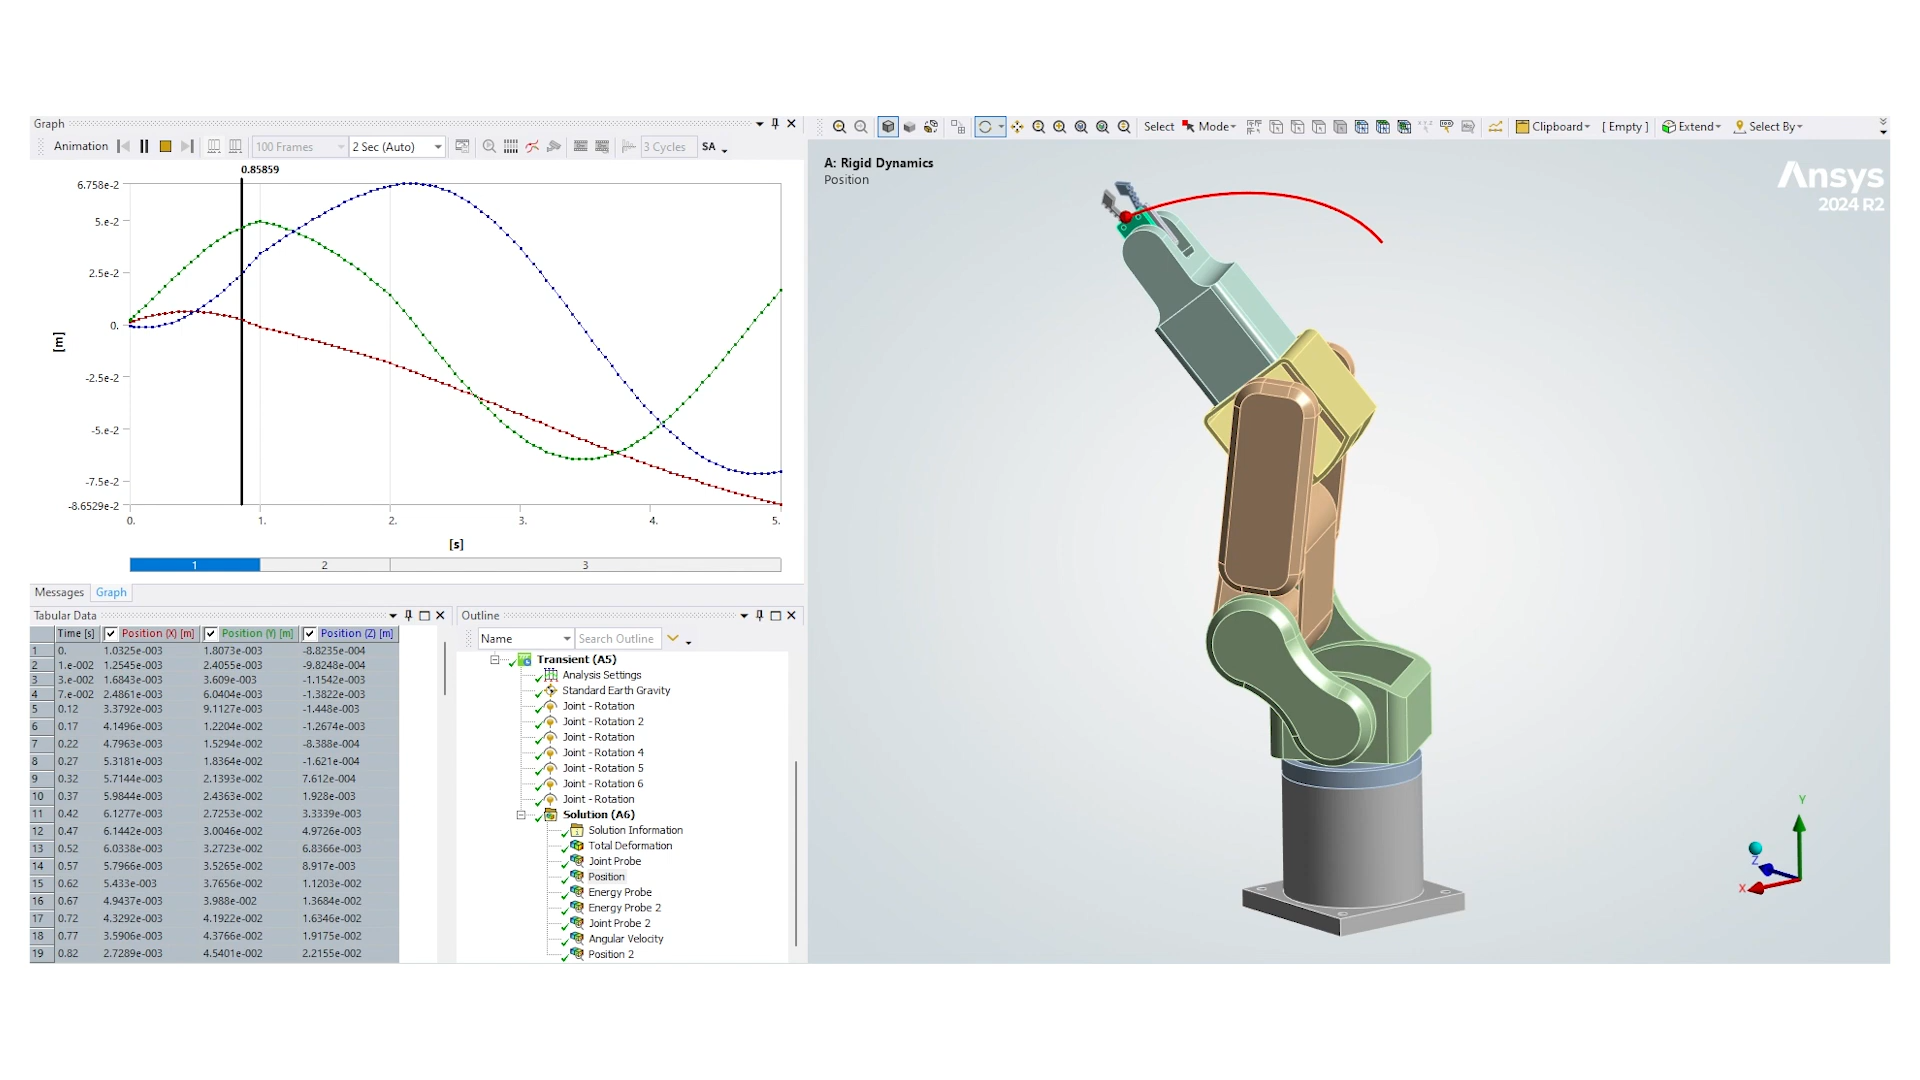 Graph
Animation 100 Frames 2 Sec (Auto) 3 Cycles SA
0.85859
6.758e-2
5.e-2
2.5e-2
0.
-2.5e-2
-5.e-2
-7.5e-2
-8.6529e-2
[m]
0. 1. 2. 3. 4. 5.
[s]
1 2 3
Messages Graph
Tabular Data
Time [s] Position (X) [m] Position (Y) [m] Position (Z) [m]
1 0. 1.0325e-003 1.8073e-003 -8.8235e-004
2 1.e-002 1.2545e-003 2.4055e-003 -9.8248e-004
3 3.e-002 1.6843e-003 3.609e-003 -1.1542e-003
4 7.e-002 2.4861e-003 6.0404e-003 -1.3822e-003
5 0.12 3.3792e-003 9.1127e-003 -1.448e-003
6 0.17 4.1496e-003 1.2204e-002 -1.2674e-003
7 0.22 4.7963e-003 1.5294e-002 -8.388e-004
8 0.27 5.3181e-003 1.8364e-002 -1.621e-004
9 0.32 5.7144e-003 2.1393e-002 7.612e-004
10 0.37 5.9844e-003 2.4363e-002 1.928e-003
11 0.42 6.1277e-003 2.7253e-002 3.3339e-003
12 0.47 6.1442e-003 3.0046e-002 4.9726e-003
13 0.52 6.0338e-003 3.2723e-002 6.8366e-003
14 0.57 5.7966e-003 3.5265e-002 8.917e-003
15 0.62 5.433e-003 3.7656e-002 1.1203e-002
16 0.67 4.9437e-003 3.988e-002 1.3684e-002
17 0.72 4.3292e-003 4.1922e-002 1.6346e-002
18 0.77 3.5906e-003 4.3766e-002 1.9175e-002
19 0.82 2.7289e-003 4.5401e-002 2.2155e-002
Outline
Name Search Outline
Transient (A5)
Analysis Settings
Standard Earth Gravity
Joint - Rotation
Joint - Rotation 2
Joint - Rotation
Joint - Rotation 4
Joint - Rotation 5
Joint - Rotation 6
Joint - Rotation
Solution (A6)
Solution Information
Total Deformation
Joint Probe
Position
Energy Probe
Energy Probe 2
Joint Probe 2
Angular Velocity
Position 2
Select Mode Clipboard [ Empty ] Extend Select By
A: Rigid Dynamics
Position
Ansys
2024 R2
Y
Z
X